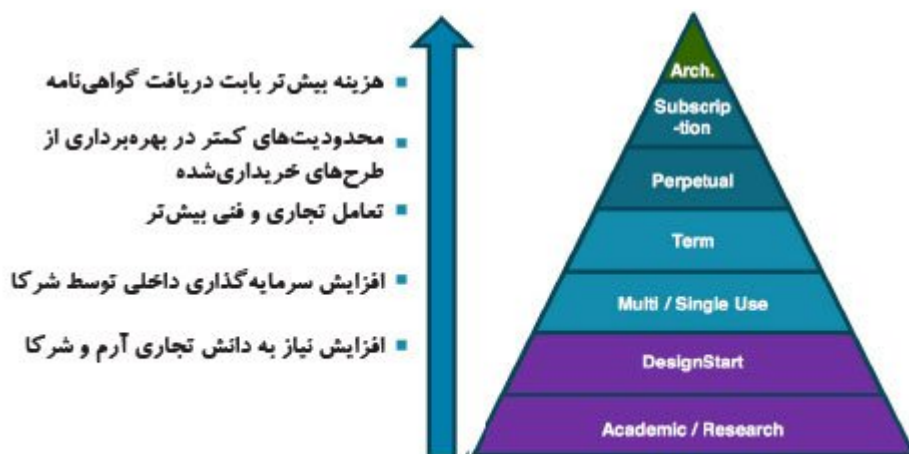 هزینه بیش‌تر بابت دریافت گواهی‌نامه
محدودیت‌های کمتر در بهره‌برداری از
طرح‌های خریداری‌شده
تعامل تجاری و فنی بیش‌تر
افزایش سرمایه‌گذاری داخلی توسط شرکا
افزایش نیاز به دانش تجاری آرم و شرکا
Arch.
Subscrip
-tion
Perpetual
Term
Multi / Single Use
DesignStart
Academic / Research